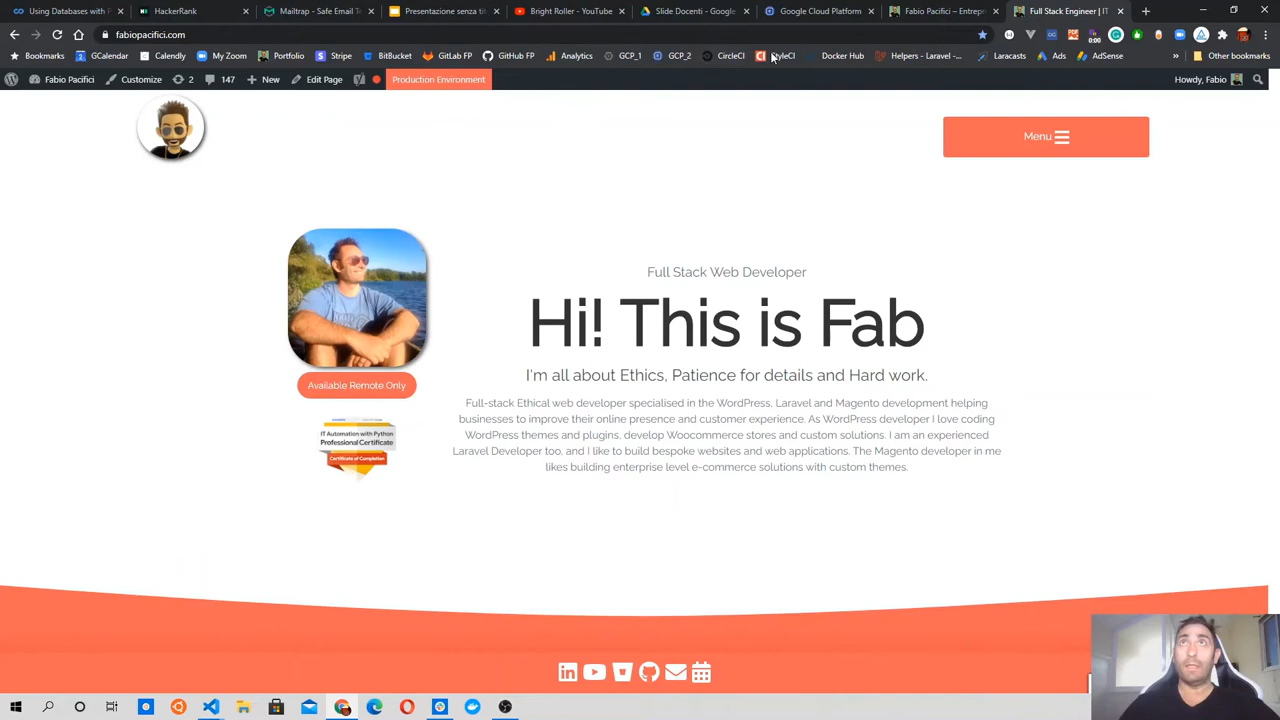 Using Databases with P
HackerRank
Mailtrap - Safe Email Te
Presentazione senza tit
Bright Roller - YouTube
Slide Docenti - Google
Google Cloud Platform
Fabio Pacifici – Entrepr
Full Stack Engineer | IT
fabiopacifici.com
0:00
Bookmarks
GCalendar
Calendly
My Zoom
Portfolio
Stripe
BitBucket
GitLab FP
GitHub FP
Analytics
GCP_1
GCP_2
CircleCI
Docker Hub
Helpers - Laravel -...
Laracasts
Ad Ads
AdSense
Other bookmarks
Fabio Pacifici
Customize
2
147
New
Edit Page
Production Environment
Howdy, Fabio
Menu
Full Stack Web Developer
Hi! This is Fab
I'm all about Ethics, Patience for details and Hard work.
Full-stack Ethical web developer specialised in the WordPress, Laravel and Magento development helping
businesses to improve their online presence and customer experience. As WordPress developer I love coding
WordPress themes and plugins, develop Woocommerce stores and custom solutions. I am an experienced
Laravel Developer too, and I like to build bespoke websites and web applications. The Magento developer in me
likes building enterprise level e-commerce solutions with custom themes.
Available Remote Only
IT Automation with Python
Professional Certificate
Certificate of Completion